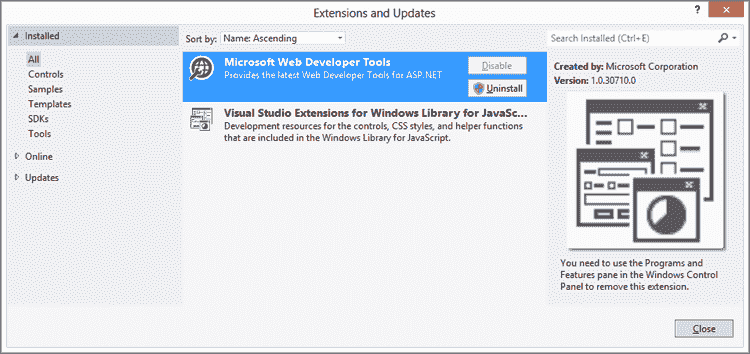 Extensions and Updates
?
Installed
All
Controls
Samples
Templates
SDKs
Tools
Online
Updates
Sort by: Name: Ascending
Microsoft Web Developer Tools
Provides the latest Web Developer Tools for ASP.NET
Disable
Uninstall
Visual Studio Extensions for Windows Library for JavaSc...
Development resources for the controls, CSS styles, and helper functions
that are included in the Windows Library for JavaScript.
Search Installed (Ctrl+E)
Created by: Microsoft Corporation
Version: 1.0.30710.0
You need to use the Programs and
Features pane in the Windows Control
Panel to remove this extension.
Close